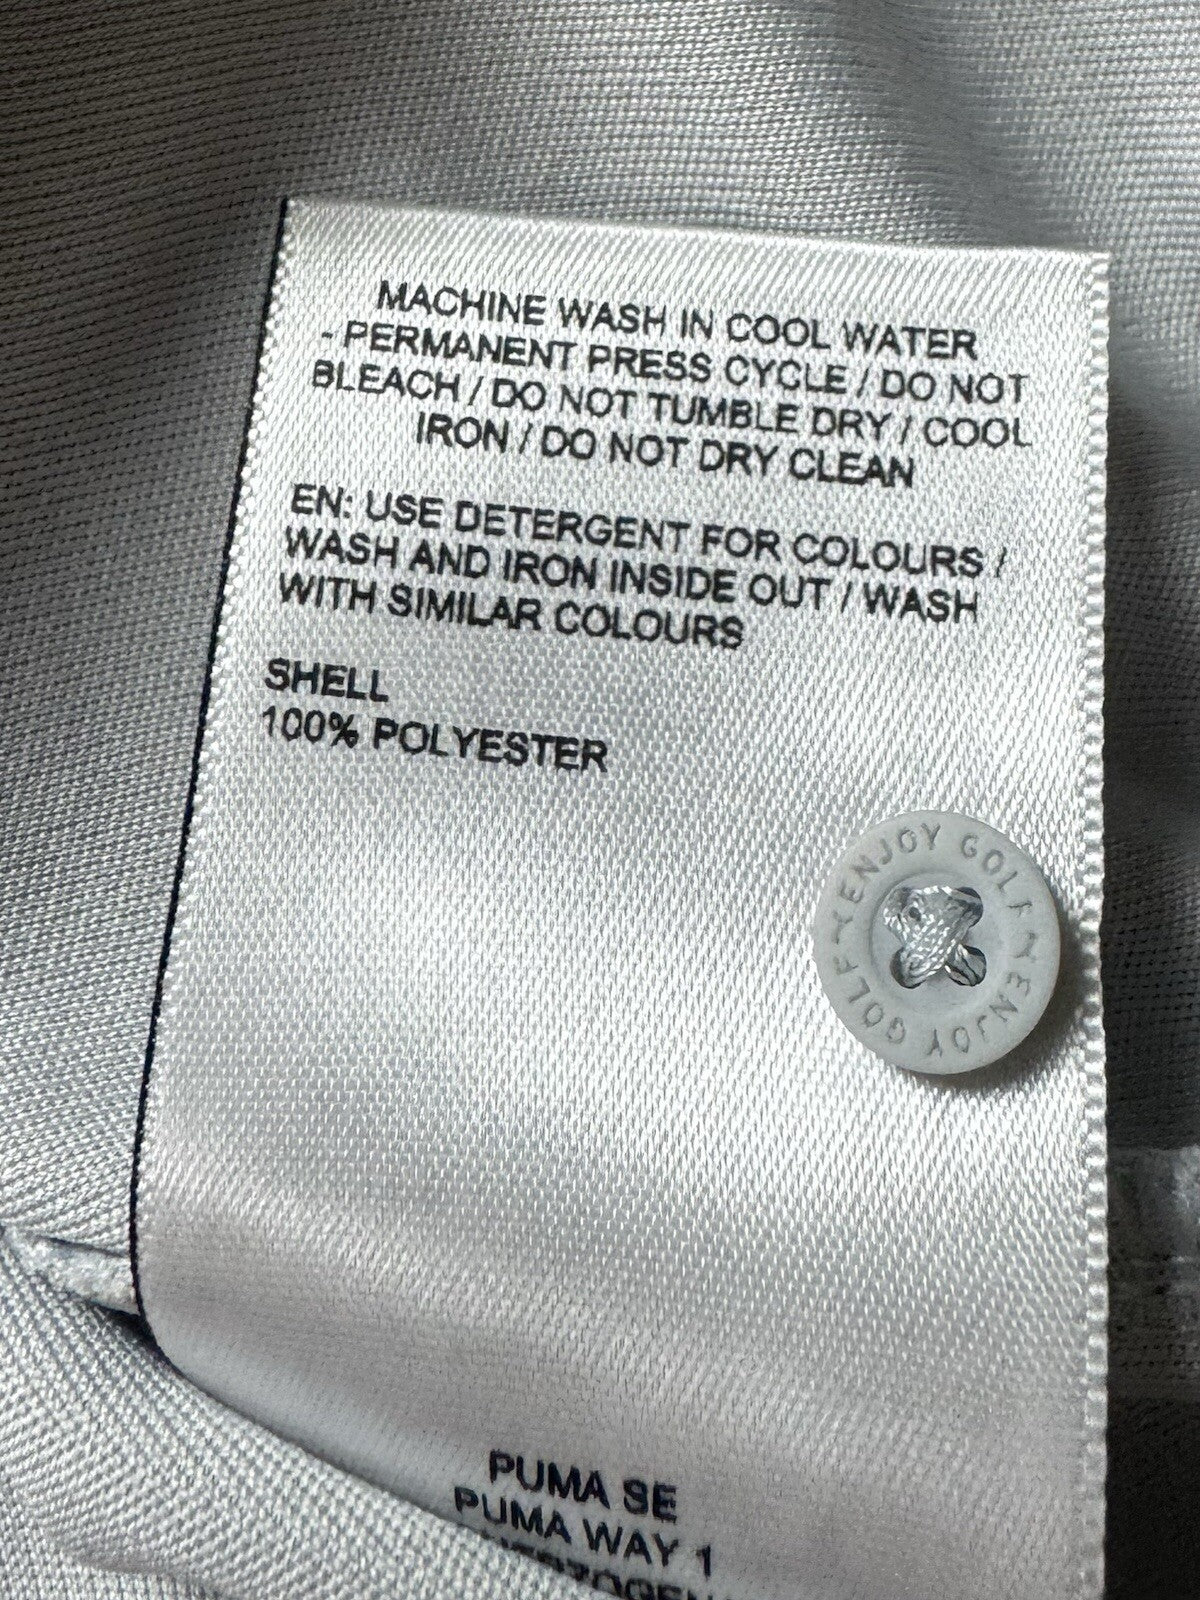 MACHINE WASH IN COOL WATER
- PERMANENT PRESS CYCLE / DO NOT
BLEACH / DO NOT TUMBLE DRY / COOL
IRON / DO NOT DRY CLEAN
EN: USE DETERGENT FOR COLOURS /
WASH AND IRON INSIDE OUT / WASH
WITH SIMILAR COLOURS
SHELL
100% POLYESTER
ENJOY GOLF ENJOY GOLF
PUMA SE
PUMA WAY 1